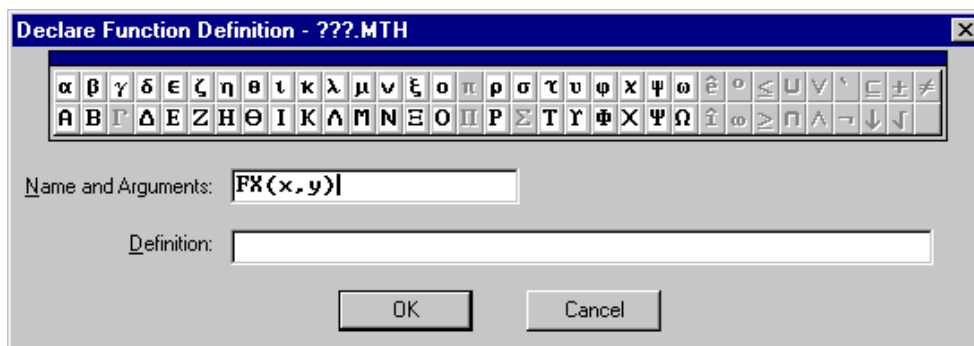 Declare Function Definition - ???.MTH
α β γ δ ε ζ η θ ι κ λ μ ν ξ ο π ρ σ τ υ φ χ ψ ω ê º ≤ ∪ ∨ ` ⊑ ± ≠
Α Β Γ Δ Ε Ζ Η Θ Ι Κ Λ Μ Ν Ξ Ο Π Ρ Σ Τ Υ Φ Χ Ψ Ω î ∞ ≥ ∩ ∧ ¬ ↓ √
Name and Arguments: FX(x,y)
Definition:
OK Cancel